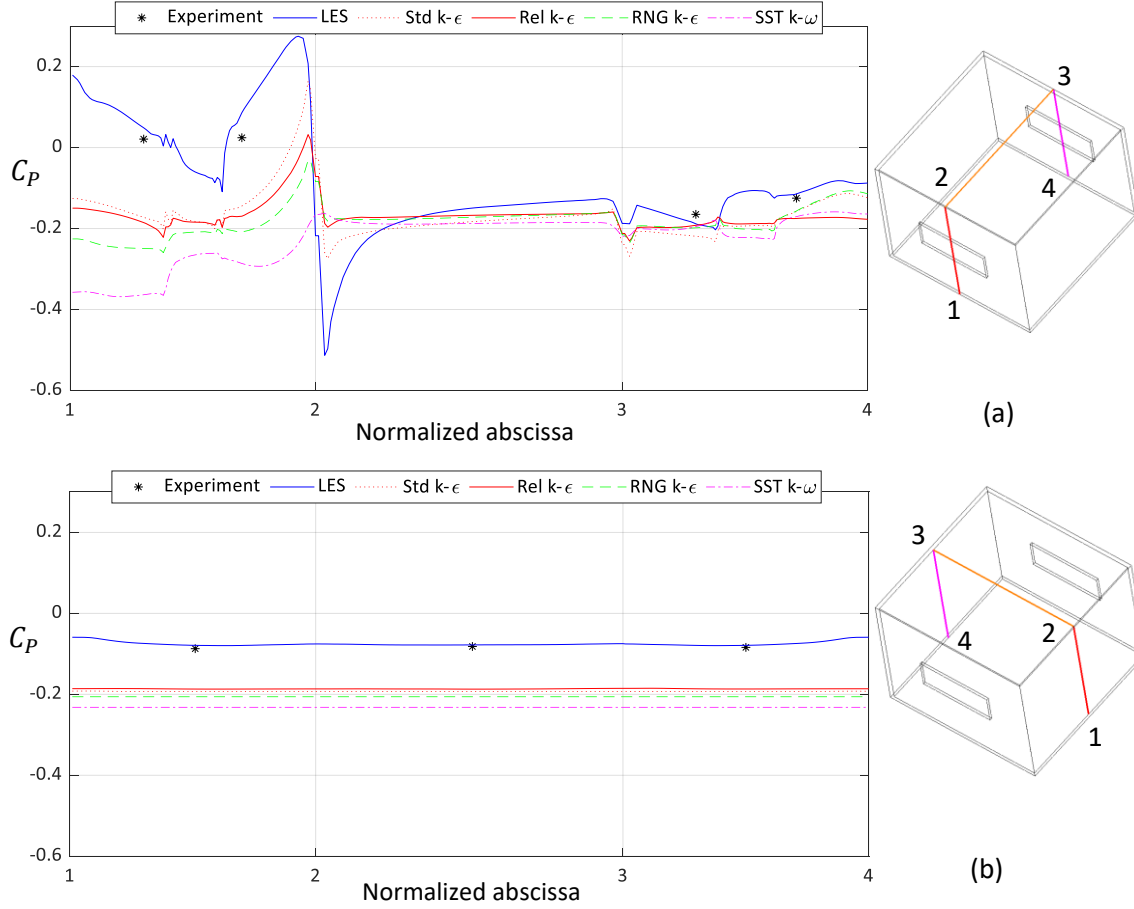 Experiment LES Std k-ϵ Rel k-ϵ RNG k-ϵ SST k-ω
0.2
0
-0.2
-0.4
-0.6
C_P
1 2 3 4
Normalized abscissa
3
2
4
1
(a)
Experiment LES Std k-ϵ Rel k-ϵ RNG k-ϵ SST k-ω
0.2
0
-0.2
-0.4
-0.6
C_P
1 2 3 4
Normalized abscissa
3
4
2
1
(b)